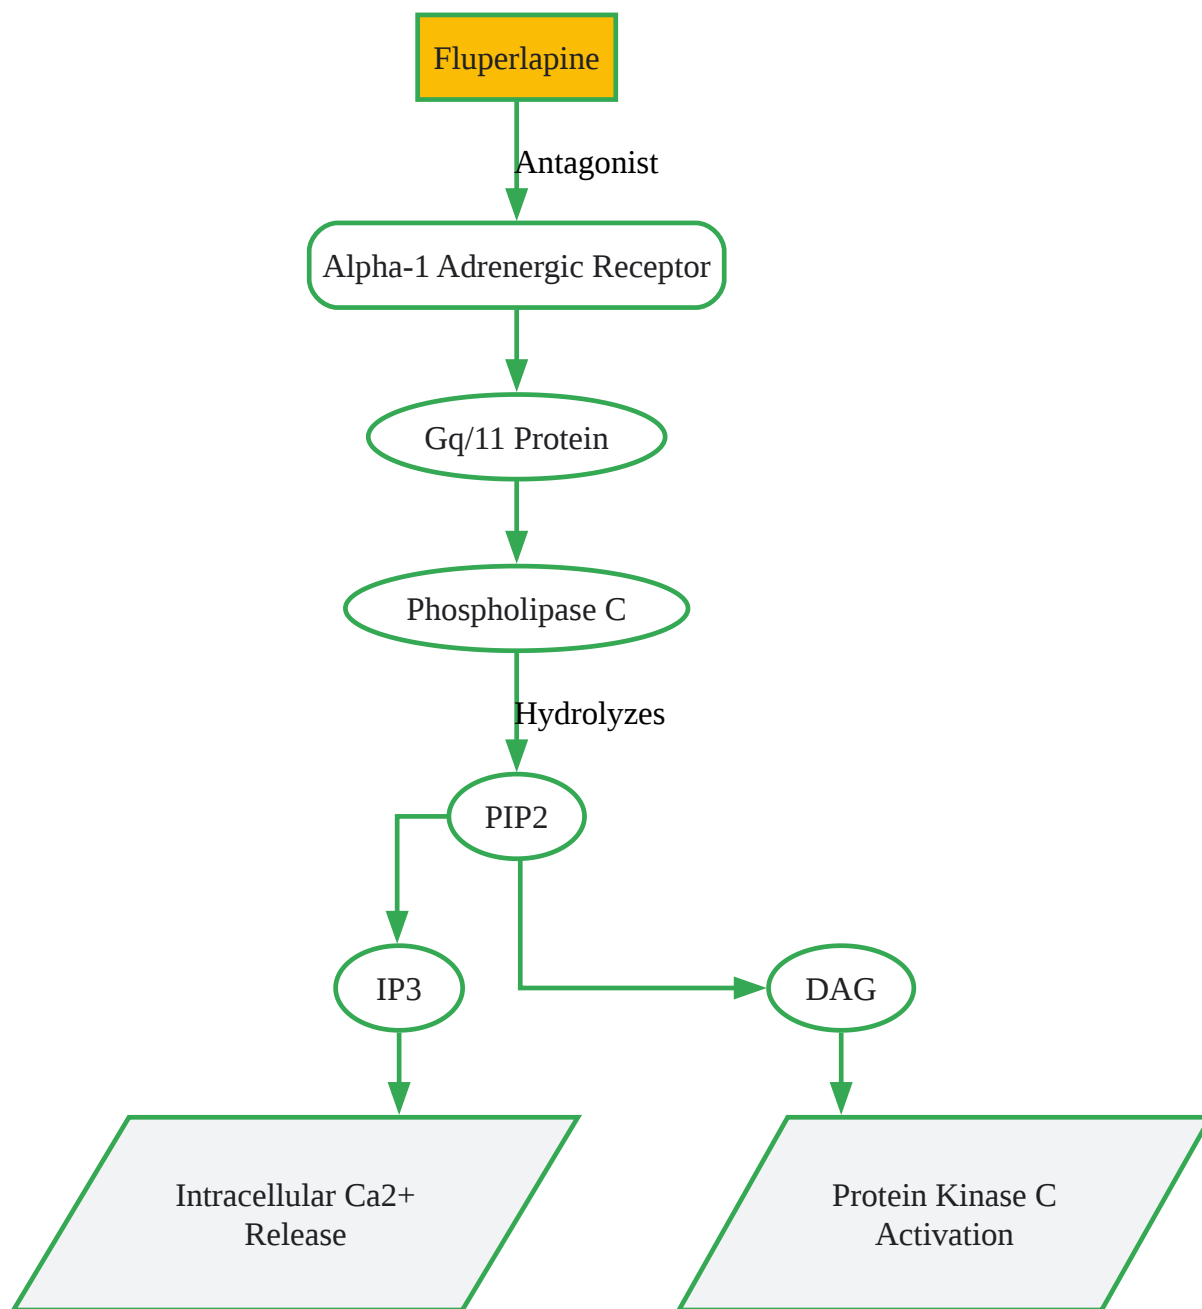 Fluperlapine
Antagonist
Alpha-1 Adrenergic Receptor
Gq/11 Protein
Phospholipase C
Hydrolyzes
PIP2
IP3
DAG
Intracellular Ca2+
Release
Protein Kinase C
Activation